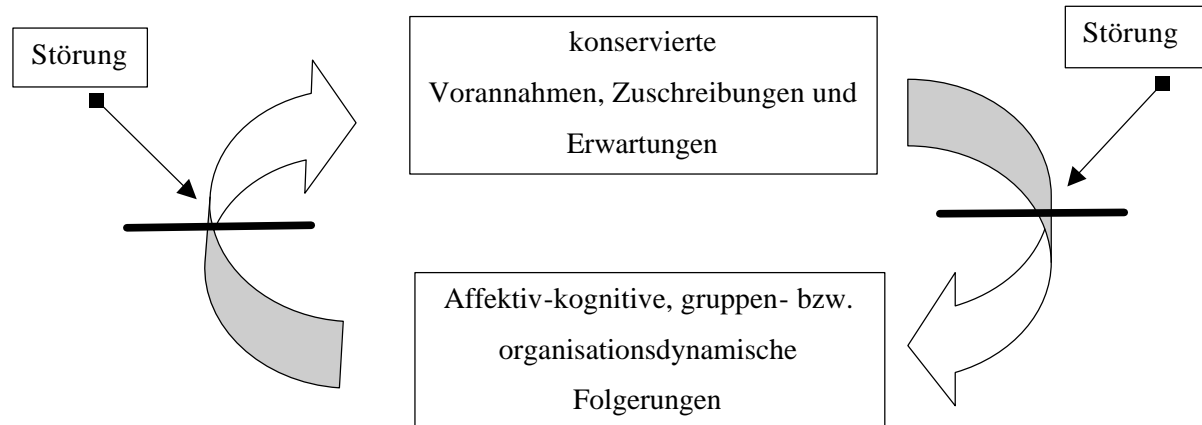 Störung
konservierte
Vorannahmen, Zuschreibungen und
Erwartungen
Störung
Affektiv-kognitive, gruppen- bzw.
organisationsdynamische
Folgerungen